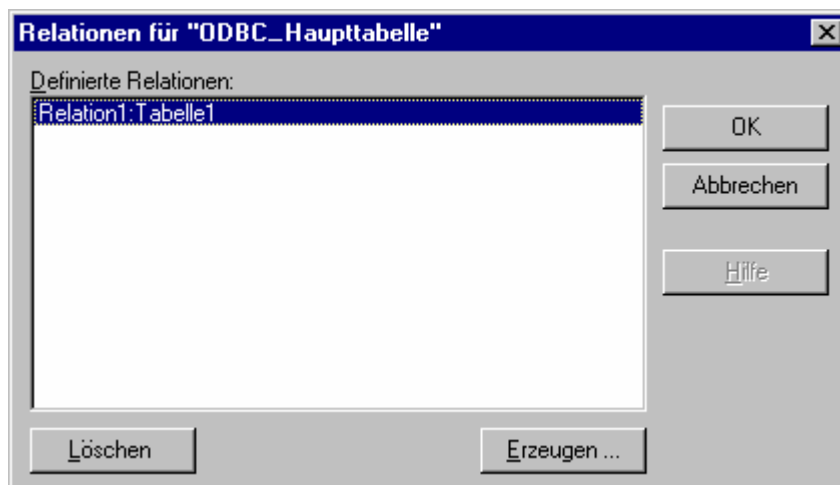 Relationen für "ODBC_Haupttabelle"
Definierte Relationen:
Relation1:Tabelle1
OK
Abbrechen
Hilfe
Löschen
Erzeugen ...